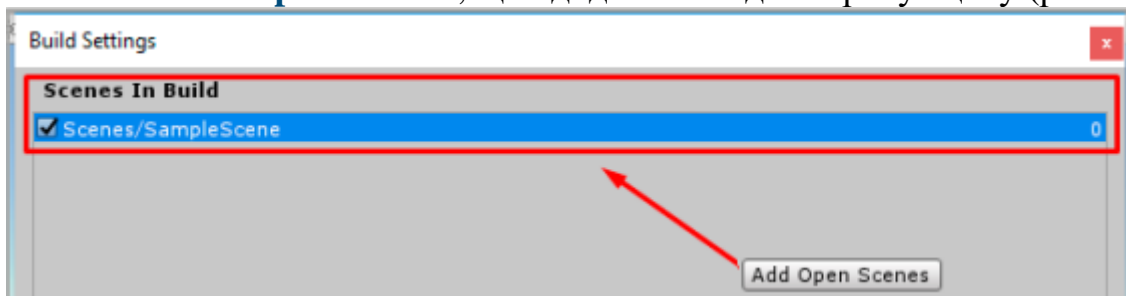 Build Settings
x
Scenes In Build
Scenes/SampleScene 0
Add Open Scenes